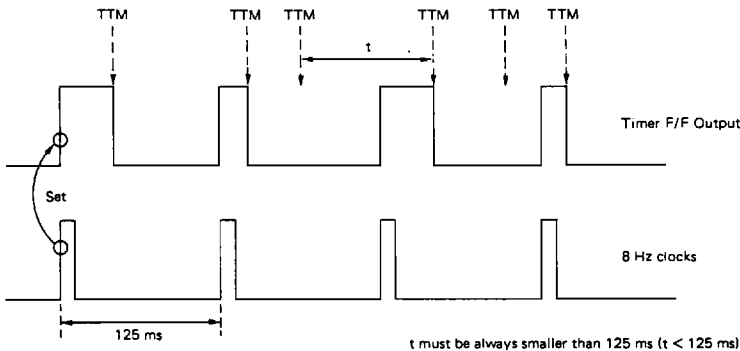 TTM TTM TTM TTM TTM TTM
t
Timer F/F Output
Set
8 Hz clocks
125 ms
t must be always smaller than 125 ms (t < 125 ms)